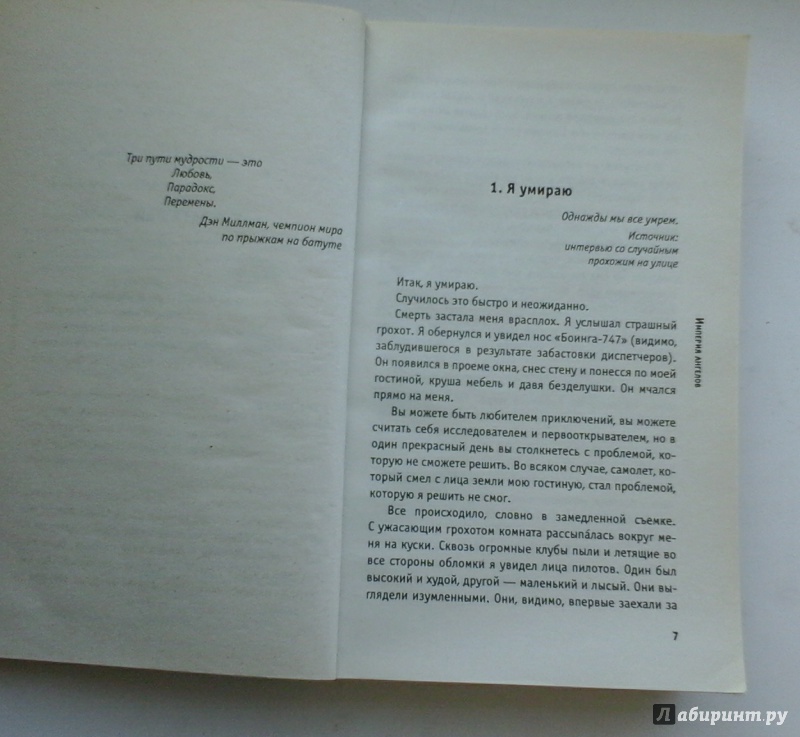 Три пути мудрости — это
Любовь,
Парадокс,
Перемены.
Дэн Миллман, чемпион мира
по прыжкам на батуте
1. Я умираю
Однажды мы все умрем.
Источник:
интервью со случайным
прохожим на улице
Итак, я умираю.
Случилось это быстро и неожиданно.
Смерть застала меня врасплох. Я услышал страшный
грохот. Я обернулся и увидел нос «Боинга-747» (видимо,
заблудившегося в результате забастовки диспетчеров).
Он появился в проеме окна, снес стену и понесся по моей
гостиной, круша мебель и давя безделушки. Он мчался
прямо на меня.
Вы можете быть любителем приключений, вы можете
считать себя исследователем и первооткрывателем, но в
один прекрасный день вы столкнетесь с проблемой, ко-
торую не сможете решить. Во всяком случае, самолет, ко-
торый смел с лица земли мою гостиную, стал проблемой,
которую я решить не смог.
Все происходило, словно в замедленной съемке.
С ужасающим грохотом комната рассыпа́лась вокруг ме-
ня на куски. Сквозь огромные клубы пыли и летящие во
все стороны обломки я увидел лица пилотов. Один был
высокий и худой, другой — маленький и лысый. Они вы-
глядели изумленными. Они, видимо, впервые заехали за
Империя ангелов
7
Лабиринт.ру